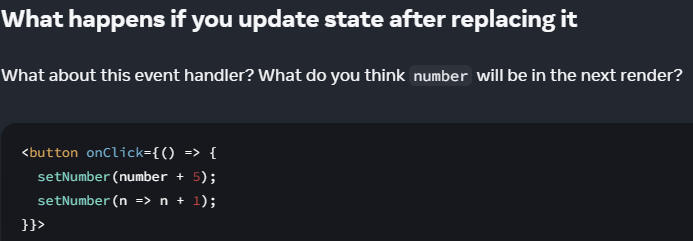 What happens if you update state after replacing it
What about this event handler? What do you think number will be in the next render?
<button onClick={() => {
setNumber(number + 5);
setNumber(n => n + 1);
}}>